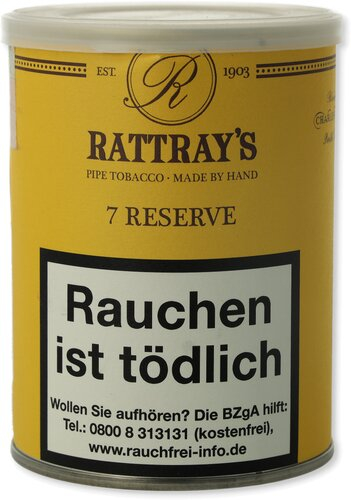 EST. 1903
R
RATTRAY'S
PIPE TOBACCO · MADE BY HAND
7 RESERVE
Rauchen
ist tödlich
Wollen Sie aufhören? Die BZgA hilft:
Tel.: 0800 8 313131 (kostenfrei),
www.rauchfrei-info.de